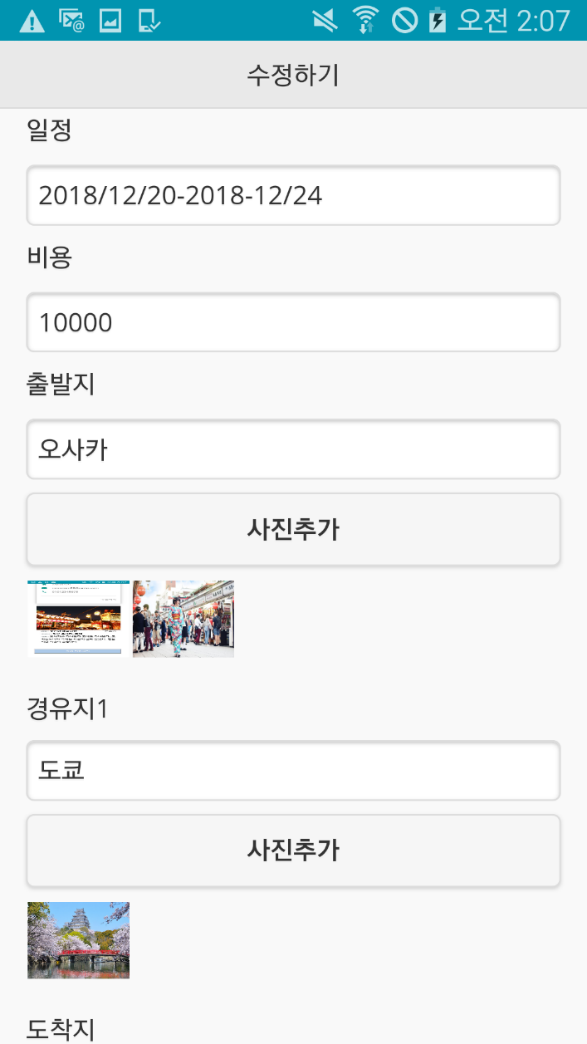 오전 2:07
수정하기
일정
2018/12/20-2018-12/24
비용
10000
출발지
오사카
사진추가
경유지1
도쿄
사진추가
도착지